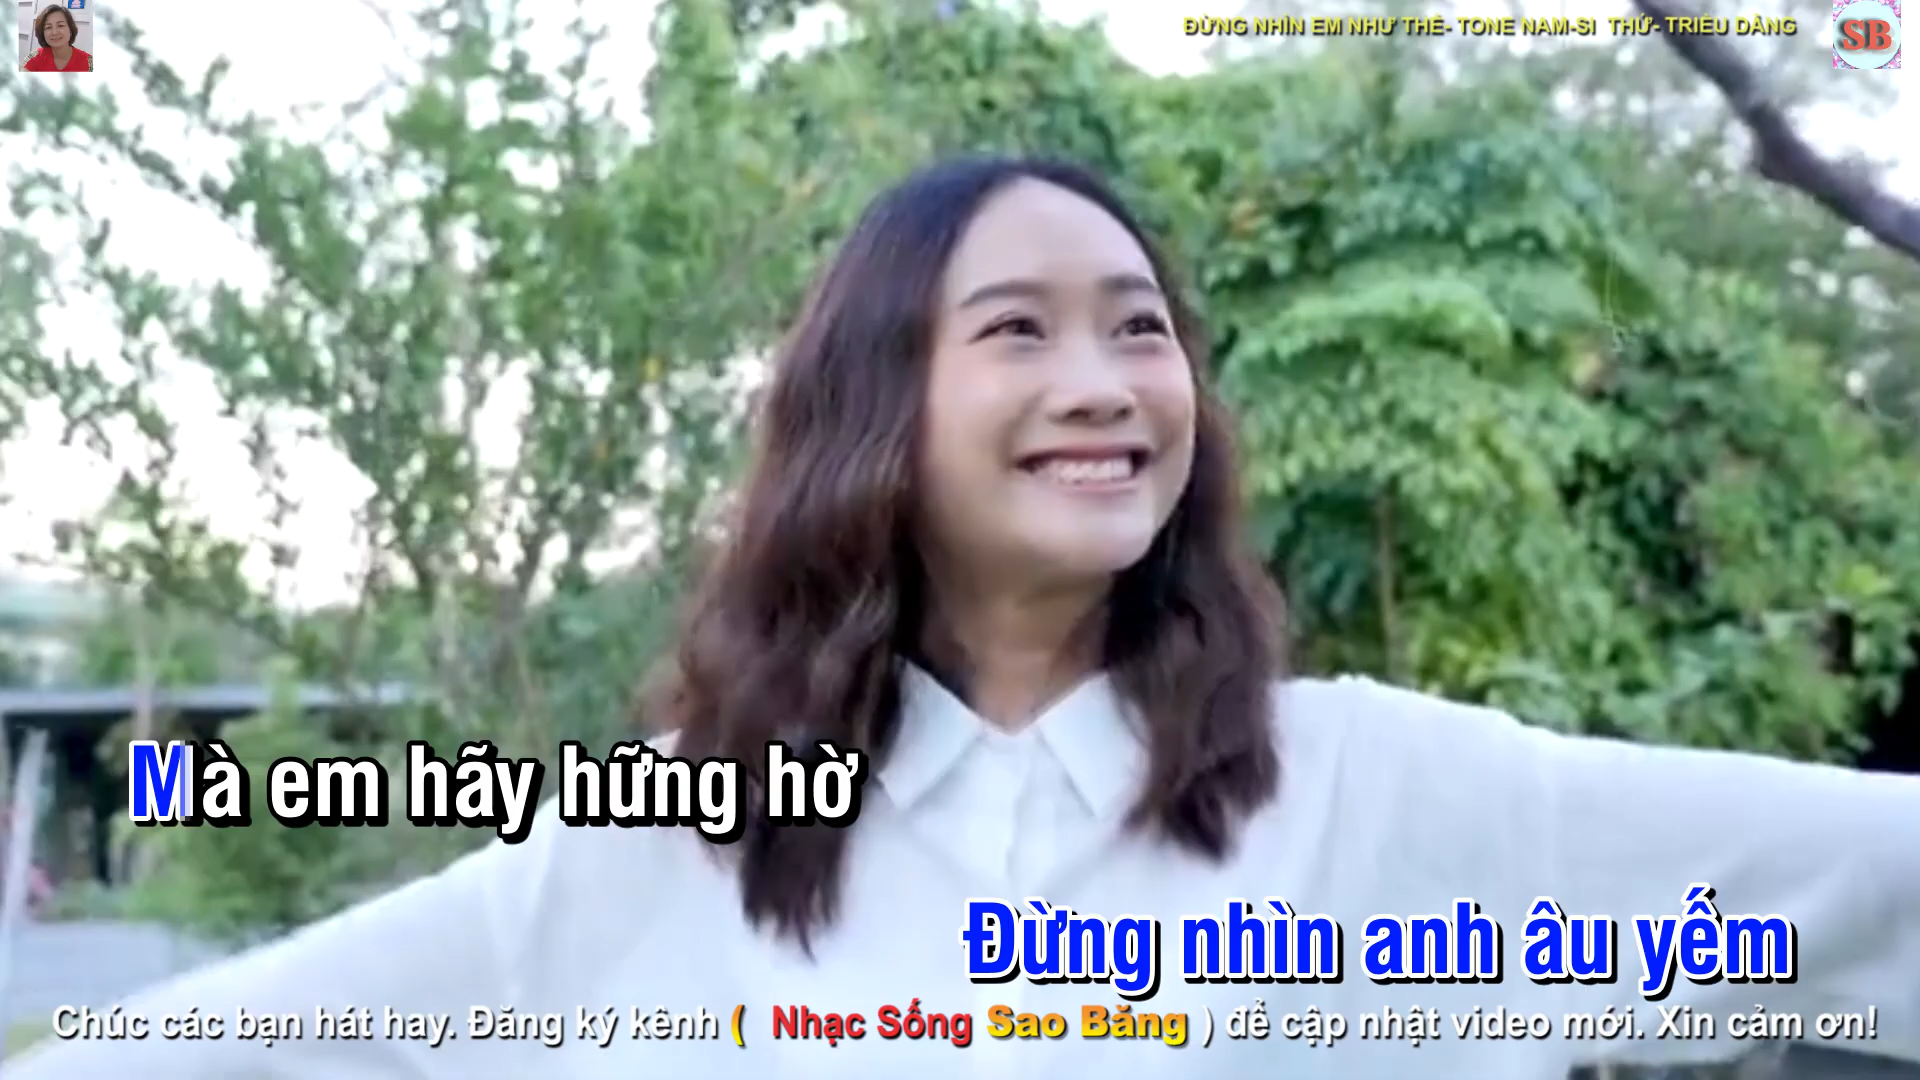 ĐỪNG NHÌN EM NHƯ THẾ- TONE NAM-SI THỨ- TRIỆU DÂNG
SB
Mà em hãy hững hờ
Đừng nhìn anh âu yếm
Chúc các bạn hát hay. Đăng ký kênh ( Nhạc Sống Sao Băng ) để cập nhật video mới. Xin cảm ơn!